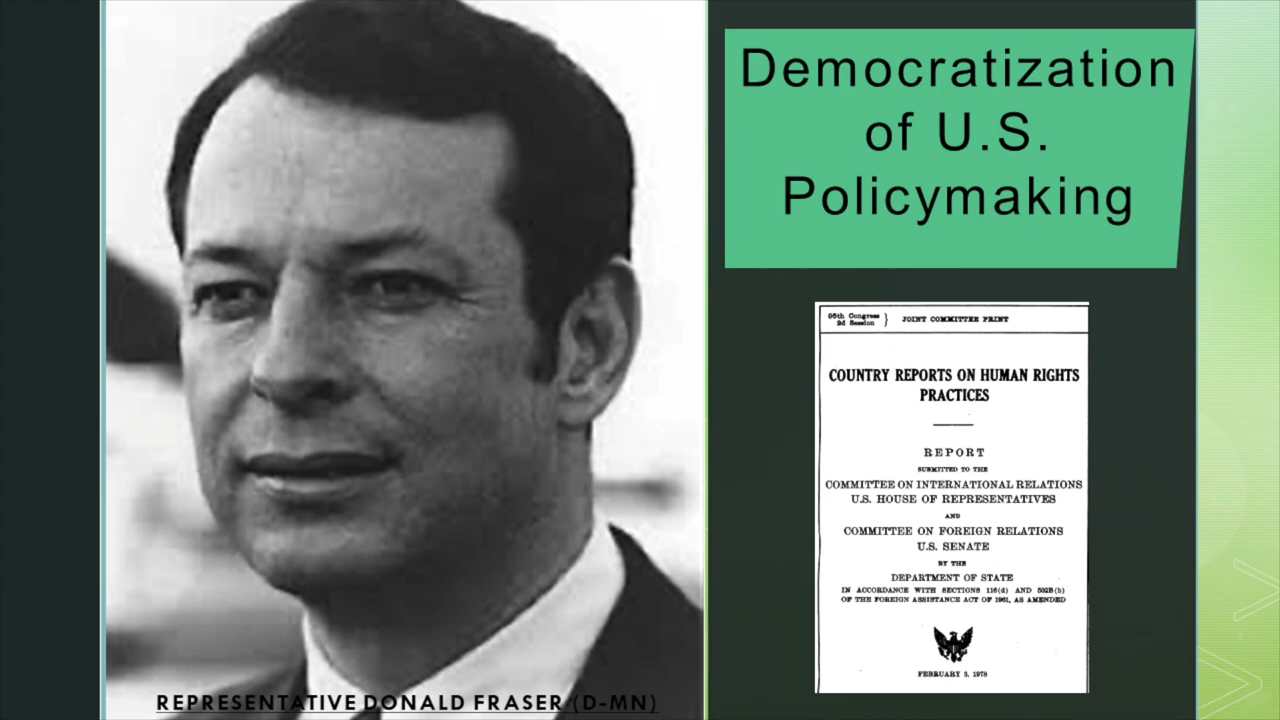 Democratization
of U.S.
Policymaking
95th Congress
2d Session } JOINT COMMITTEE PRINT
COUNTRY REPORTS ON HUMAN RIGHTS
PRACTICES
REPORT
SUBMITTED TO THE
COMMITTEE ON INTERNATIONAL RELATIONS
U.S. HOUSE OF REPRESENTATIVES
AND
COMMITTEE ON FOREIGN RELATIONS
U.S. SENATE
BY THE
DEPARTMENT OF STATE
IN ACCORDANCE WITH SECTIONS 116(d) AND 502B(b)
OF THE FOREIGN ASSISTANCE ACT OF 1961, AS AMENDED
FEBRUARY 3, 1978
REPRESENTATIVE DONALD FRASER (D-MN)